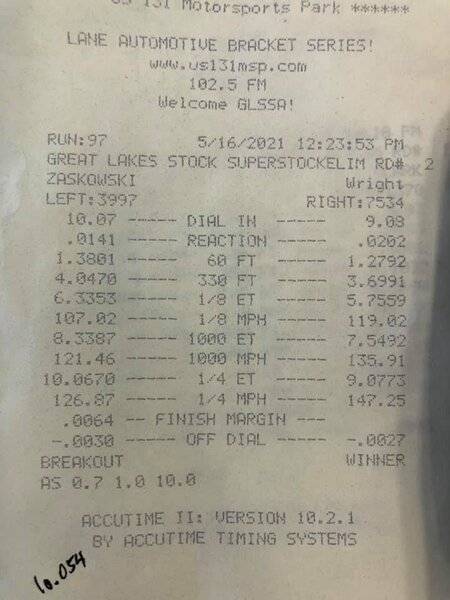 US 131 Motorsports Park ******
LANE AUTOMOTIVE BRACKET SERIES!
www.us131msp.com
102.5 FM
Welcome GLSSA!
RUN:97 5/16/2021 12:23:53 PM
GREAT LAKES STOCK SUPERSTOCKELIM RD# 2
ZASKOWSKI Wright
LEFT:3997 RIGHT:7534
10.07 ----- DIAL IN ----- 9.08
.0141 ----- REACTION ----- .0202
1.3801 ----- 60 FT ----- 1.2792
4.0470 ----- 330 FT ----- 3.6991
6.3353 ----- 1/8 ET ----- 5.7559
107.02 ----- 1/8 MPH ----- 119.02
8.3387 ----- 1000 ET ----- 7.5492
121.46 ----- 1000 MPH ----- 135.91
10.0670 ----- 1/4 ET ----- 9.0773
126.87 ----- 1/4 MPH ----- 147.25
.0064 -- FINISH MARGIN ---
-.0030 ----- OFF DIAL ----- -.0027
BREAKOUT WINNER
AS 0.7 1.0 10.0
ACCUTIME II: VERSION 10.2.1
BY ACCUTIME TIMING SYSTEMS
10.054